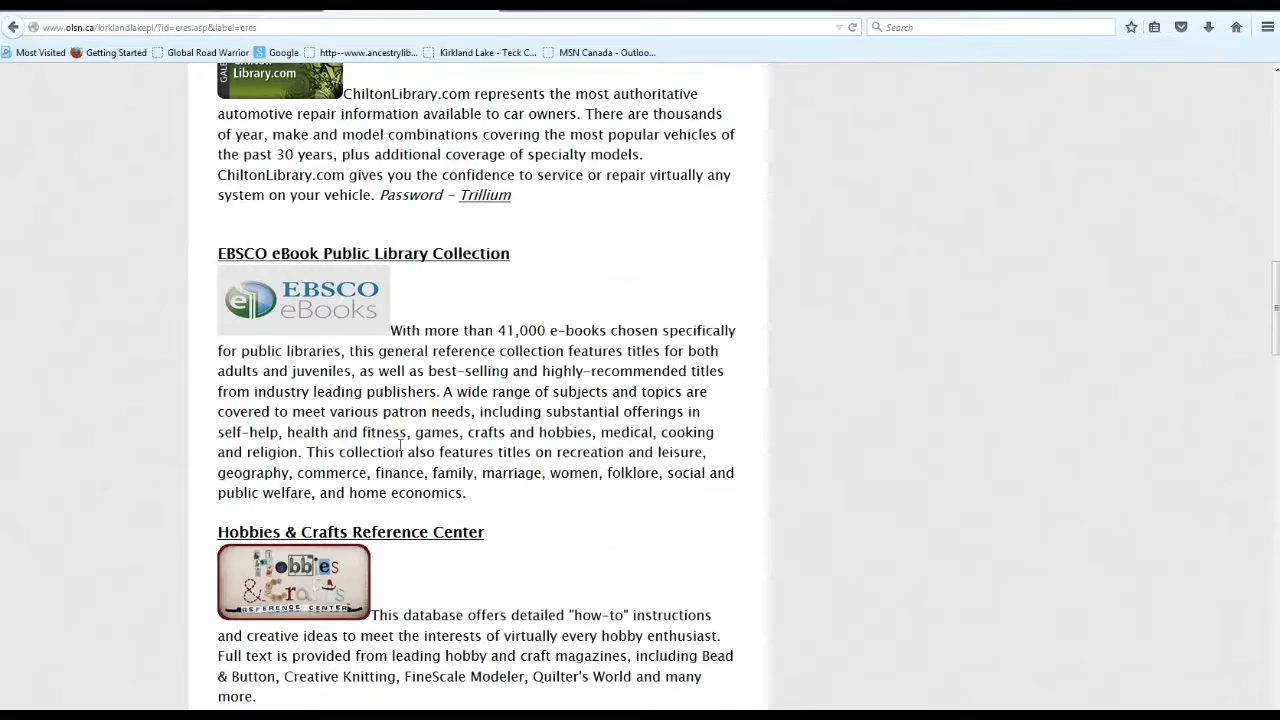 www.olsn.ca/kirklandlakepl/?id=eres.asp&label=eres
Search
Most Visited
Getting Started
Global Road Warrior
Google
http--www.ancestrylib...
Kirkland Lake - Teck C...
MSN Canada - Outloo...
GALE
Library.com
ChiltonLibrary.com represents the most authoritative
automotive repair information available to car owners. There are thousands
of year, make and model combinations covering the most popular vehicles of
the past 30 years, plus additional coverage of specialty models.
ChiltonLibrary.com gives you the confidence to service or repair virtually any
system on your vehicle. Password - Trillium
EBSCO eBook Public Library Collection
e EBSCO
eBooks
With more than 41,000 e-books chosen specifically
for public libraries, this general reference collection features titles for both
adults and juveniles, as well as best-selling and highly-recommended titles
from industry leading publishers. A wide range of subjects and topics are
covered to meet various patron needs, including substantial offerings in
self-help, health and fitness, games, crafts and hobbies, medical, cooking
and religion. This collection also features titles on recreation and leisure,
geography, commerce, finance, family, marriage, women, folklore, social and
public welfare, and home economics.
Hobbies & Crafts Reference Center
Hobbies
& Crafts
REFERENCE CENTER
This database offers detailed "how-to" instructions
and creative ideas to meet the interests of virtually every hobby enthusiast.
Full text is provided from leading hobby and craft magazines, including Bead
& Button, Creative Knitting, FineScale Modeler, Quilter's World and many
more.